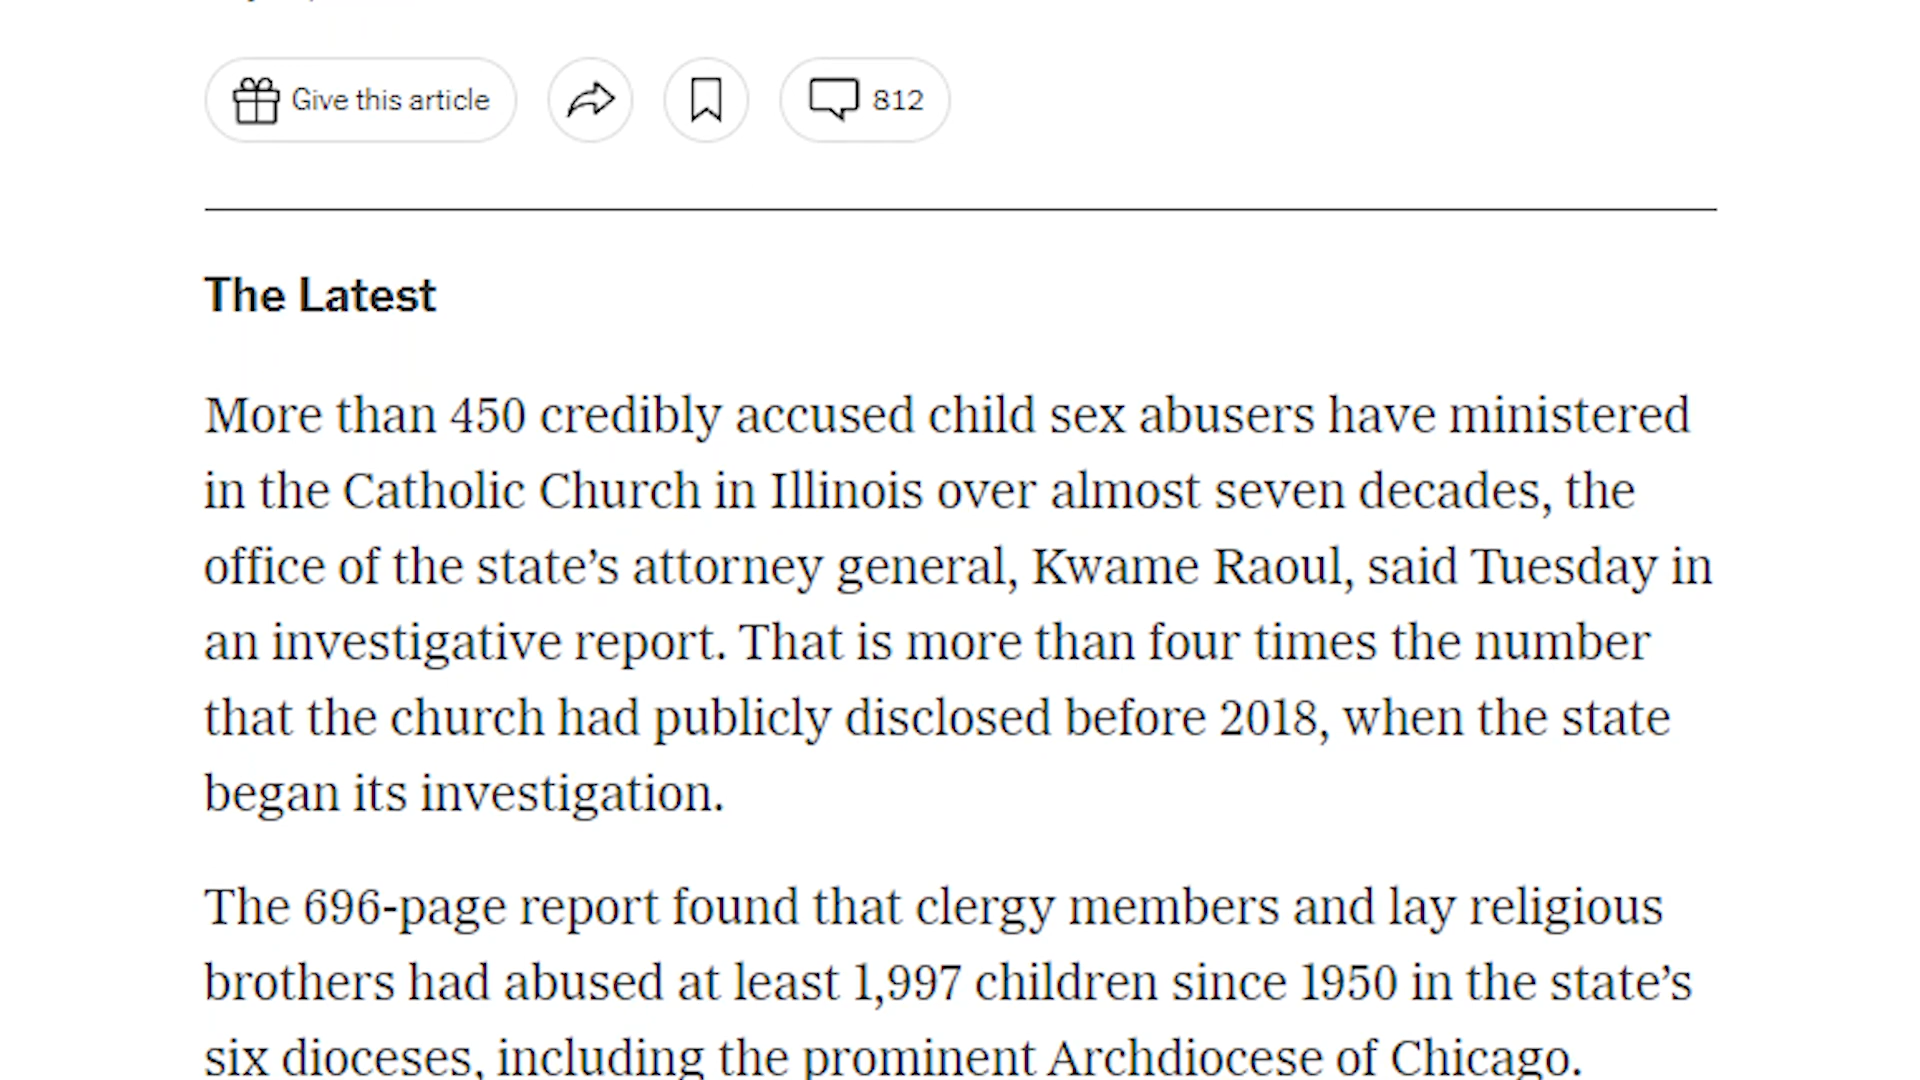 Give this article
812
The Latest
More than 450 credibly accused child sex abusers have ministered
in the Catholic Church in Illinois over almost seven decades, the
office of the state’s attorney general, Kwame Raoul, said Tuesday in
an investigative report. That is more than four times the number
that the church had publicly disclosed before 2018, when the state
began its investigation.
The 696-page report found that clergy members and lay religious
brothers had abused at least 1,997 children since 1950 in the state’s
six dioceses, including the prominent Archdiocese of Chicago.